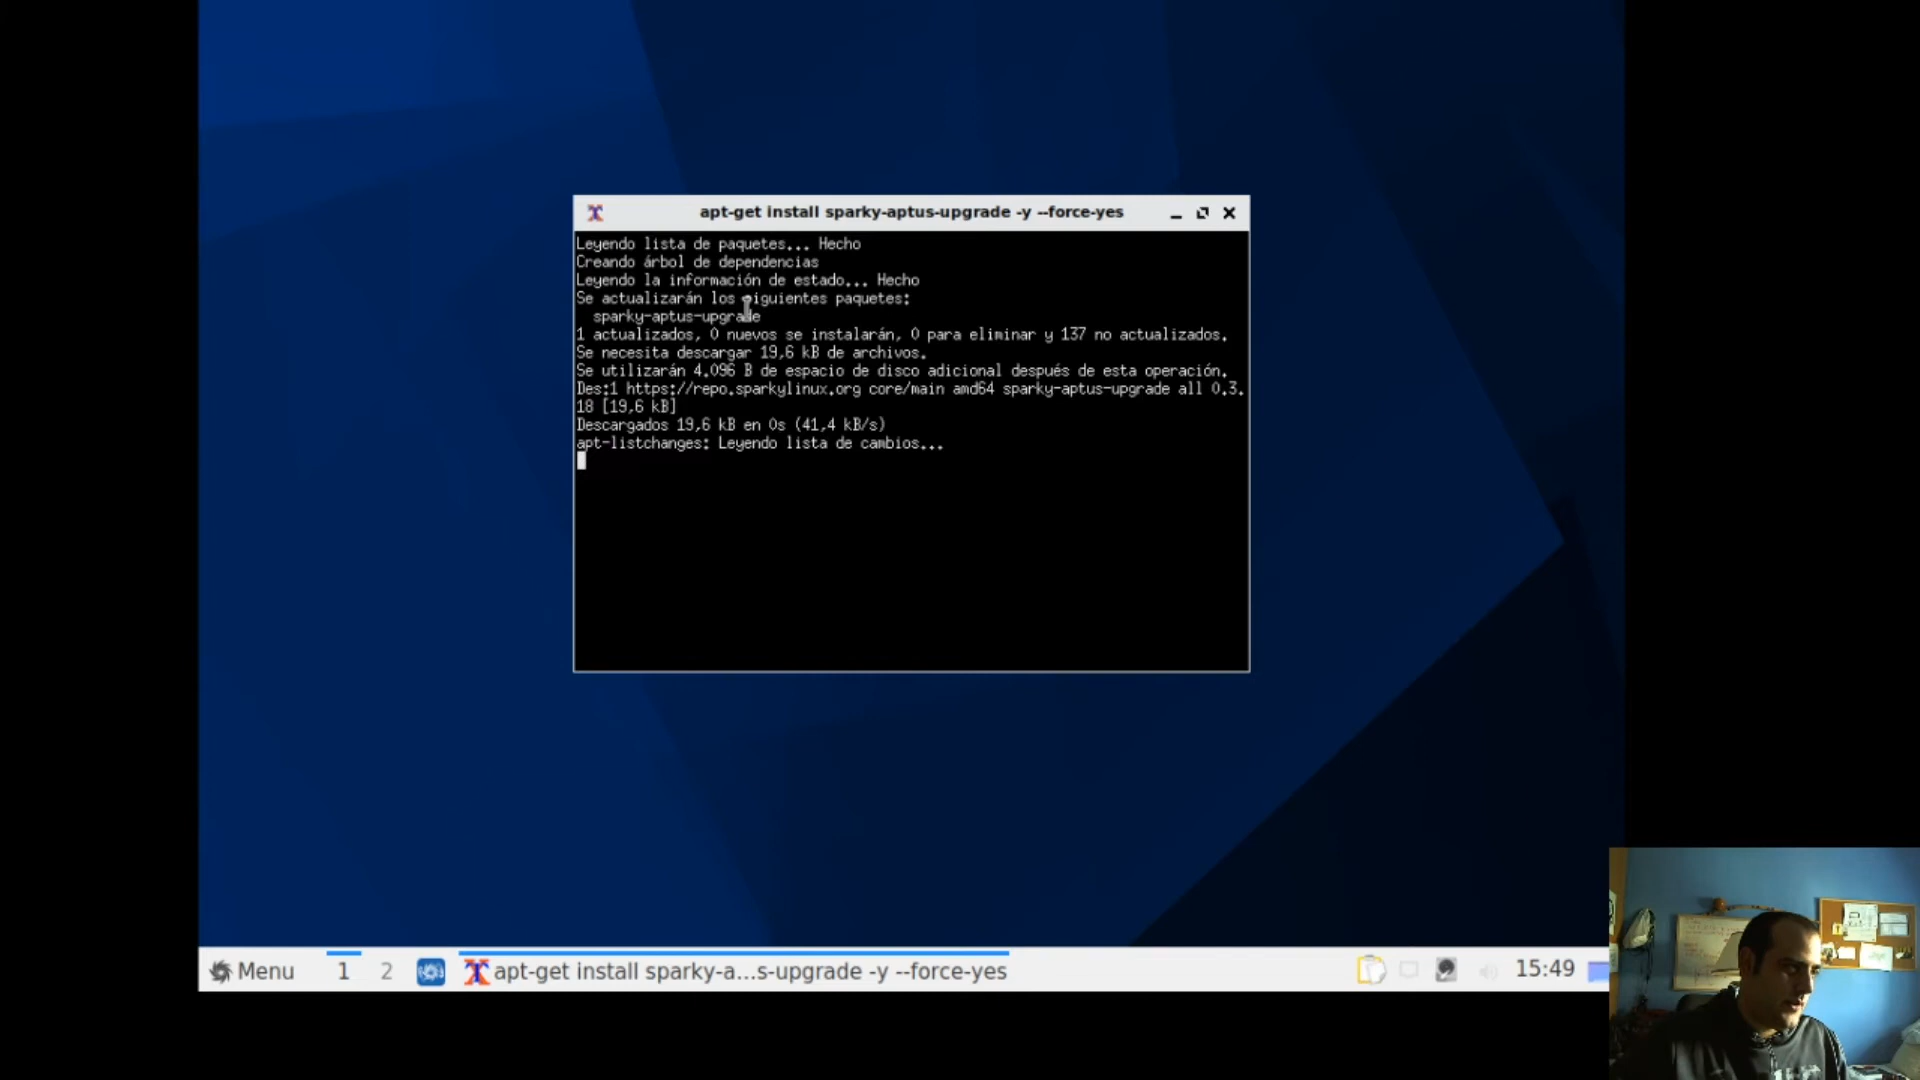 apt-get install sparky-aptus-upgrade -y --force-yes
Leyendo lista de paquetes... Hecho
Creando árbol de dependencias
Leyendo la información de estado... Hecho
Se actualizarán los siguientes paquetes:
sparky-aptus-upgrade
1 actualizados, 0 nuevos se instalarán, 0 para eliminar y 137 no actualizados.
Se necesita descargar 19,6 kB de archivos.
Se utilizarán 4.096 B de espacio de disco adicional después de esta operación.
Des:1 https://repo.sparkylinux.org core/main amd64 sparky-aptus-upgrade all 0.3.
18 [19,6 kB]
Descargados 19,6 kB en 0s (41,4 kB/s)
apt-listchanges: Leyendo lista de cambios...
Menu 1 2 apt-get install sparky-a...s-upgrade -y --force-yes 15:49